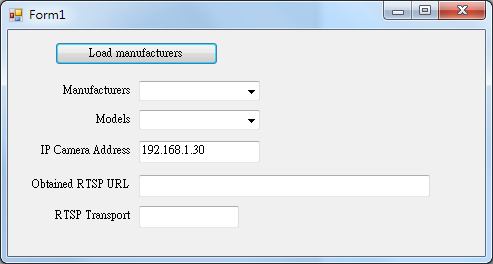 Form1
Load manufacturers
Manufacturers
Models
IP Camera Address 192.168.1.30
Obtained RTSP URL
RTSP Transport